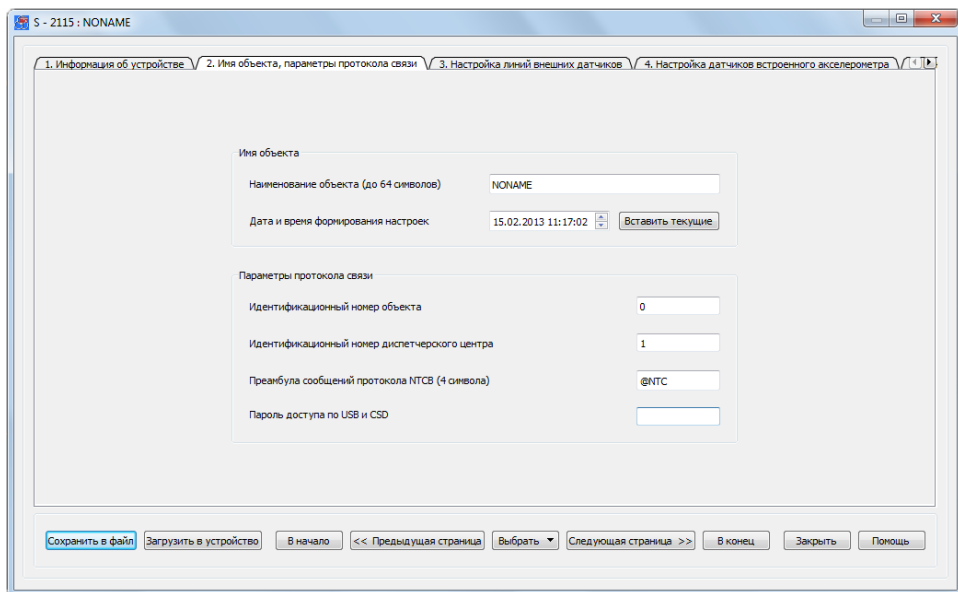 S - 2115 : NONAME
1. Информация об устройстве
2. Имя объекта, параметры протокола связи
3. Настройка линий внешних датчиков
4. Настройка датчиков встроенного акселерометра
Имя объекта
Наименование объекта (до 64 символов) NONAME
Дата и время формирования настроек 15.02.2013 11:17:02 Вставить текущие
Параметры протокола связи
Идентификационный номер объекта 0
Идентификационный номер диспетчерского центра 1
Преамбула сообщений протокола NTCB (4 символа) @NTC
Пароль доступа по USB и CSD
Сохранить в файл Загрузить в устройство В начало << Предыдущая страница Выбрать Следующая страница >> В конец Закрыть Помощь